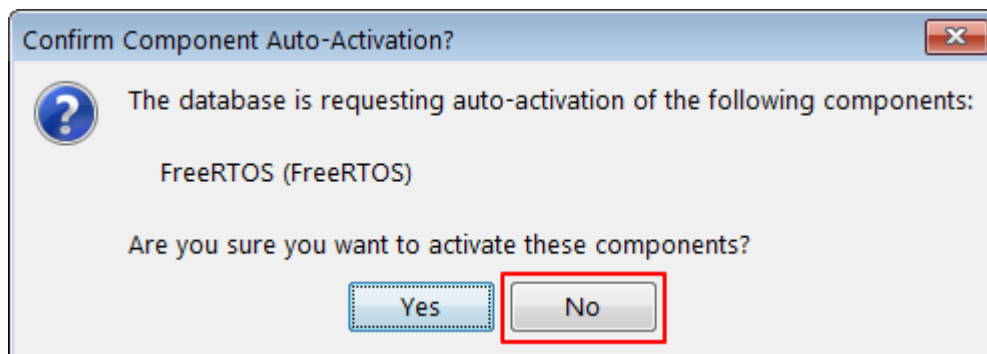 Confirm Component Auto-Activation?
The database is requesting auto-activation of the following components:
FreeRTOS (FreeRTOS)
Are you sure you want to activate these components?
Yes No